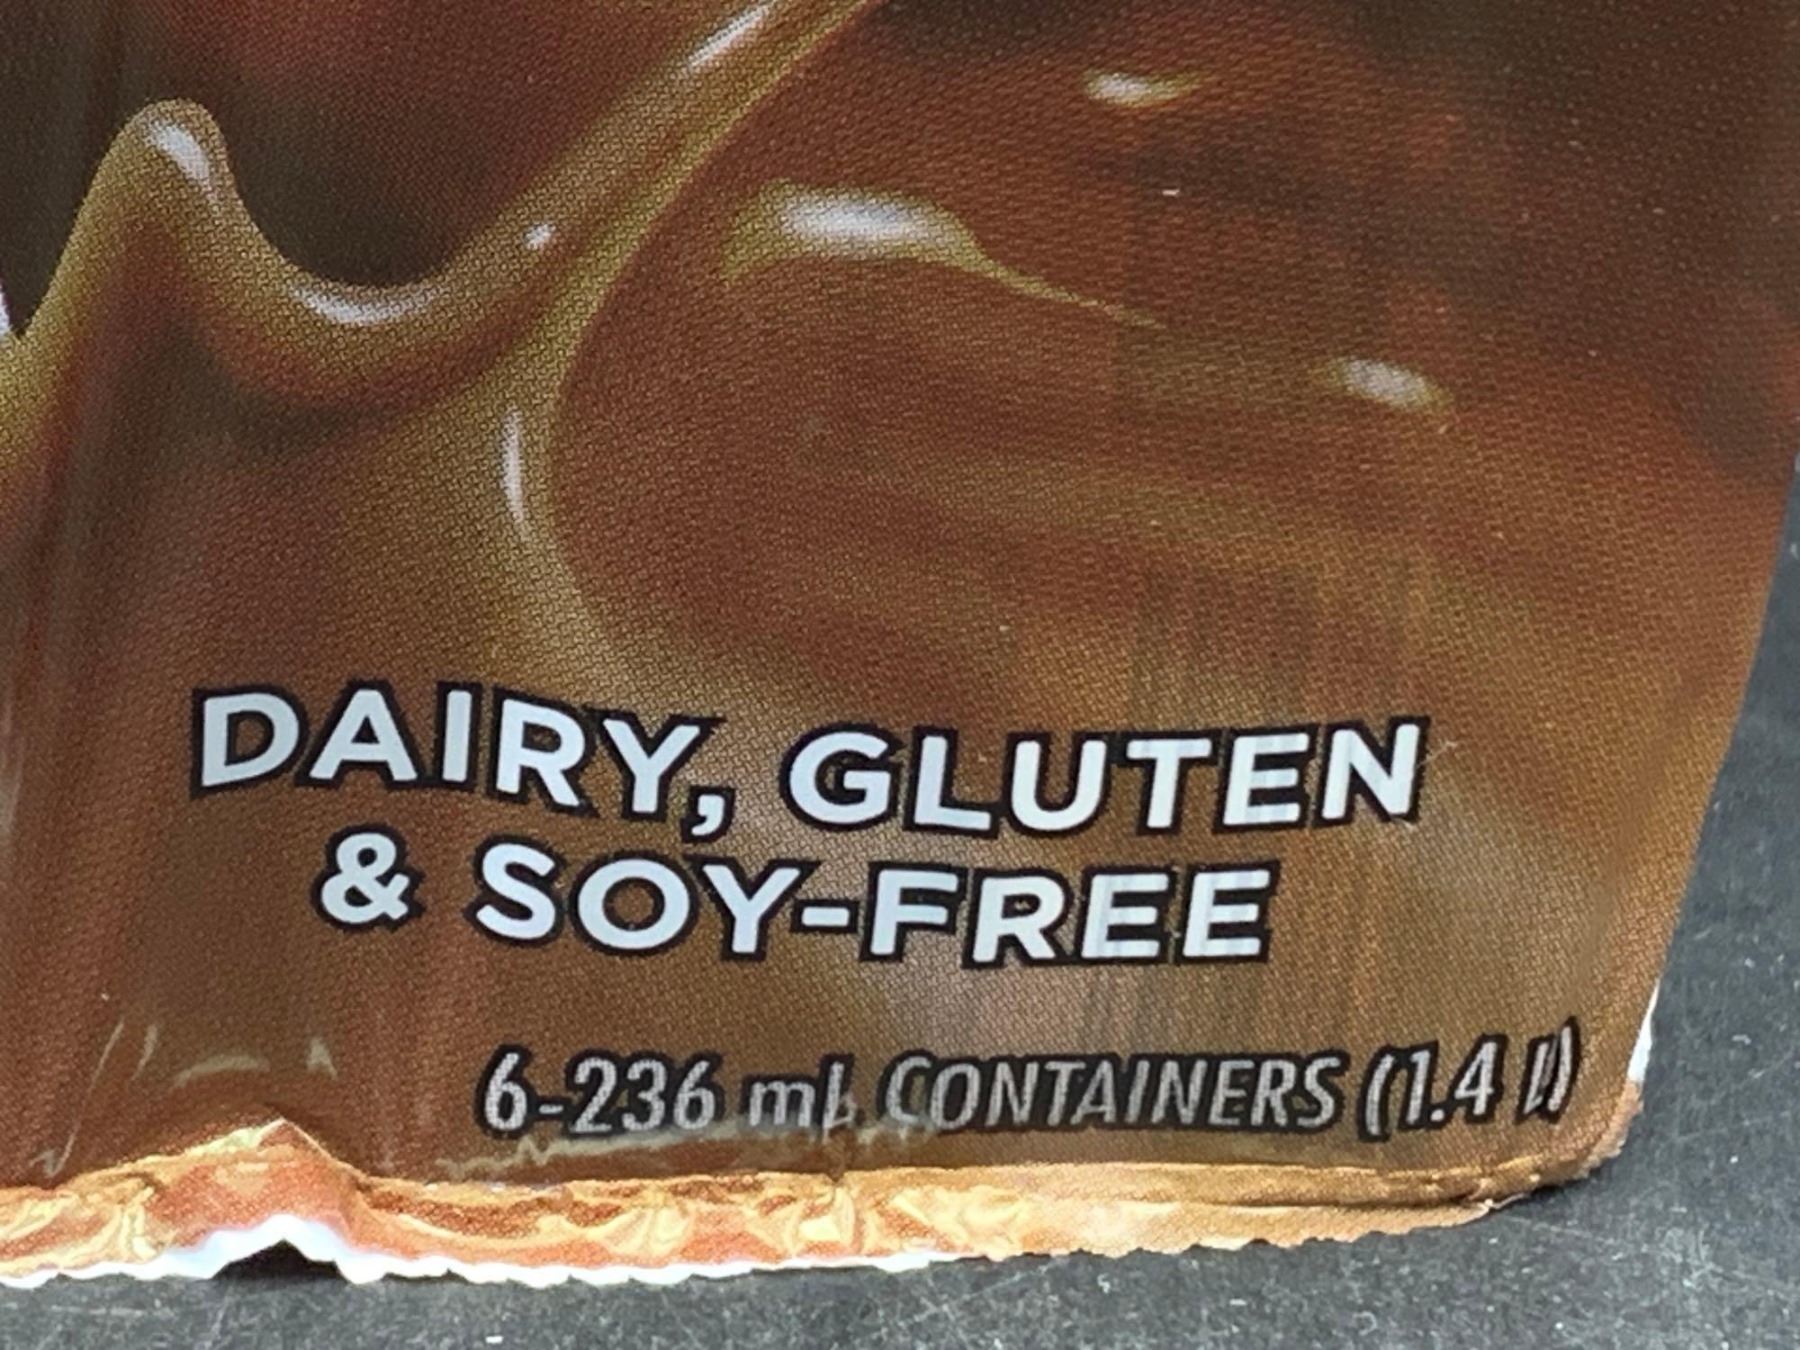 DAIRY, GLUTEN
& SOY-FREE
6-236 mL CONTAINERS (1.4 l)